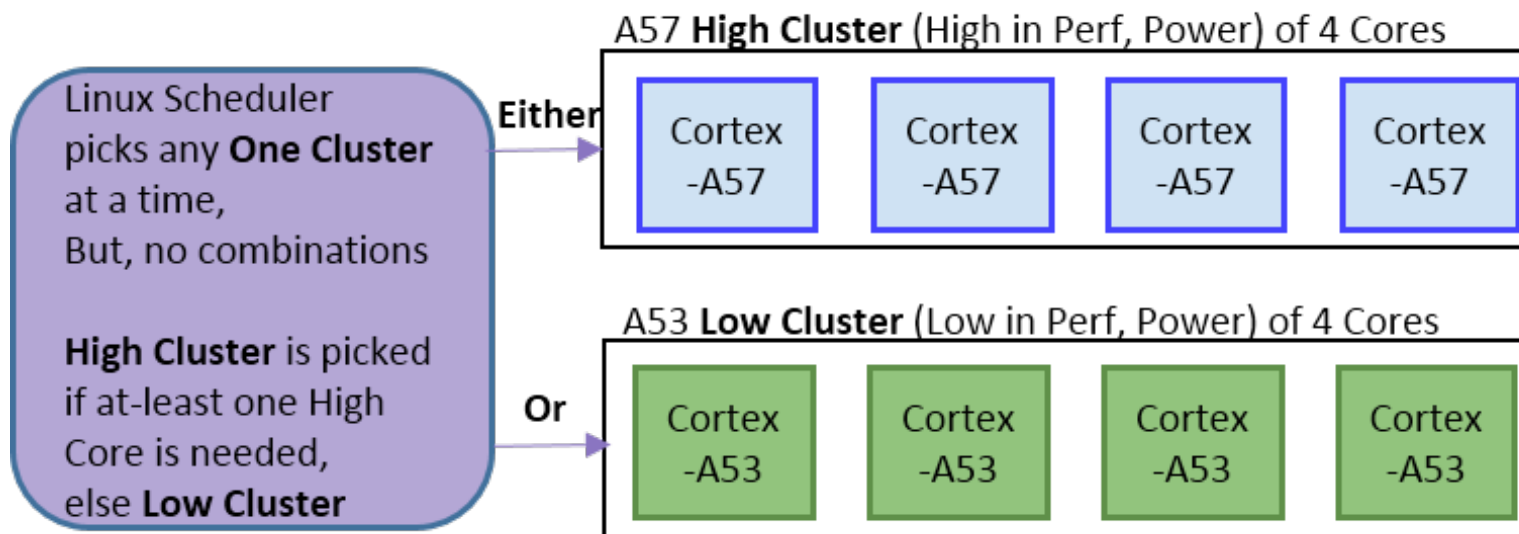 Linux Scheduler
picks any One Cluster
at a time,
But, no combinations
High Cluster is picked
if at-least one High
Core is needed,
else Low Cluster
Either
Or
A57 High Cluster (High in Perf, Power) of 4 Cores
Cortex
-A57
Cortex
-A57
Cortex
-A57
Cortex
-A57
A53 Low Cluster (Low in Perf, Power) of 4 Cores
Cortex
-A53
Cortex
-A53
Cortex
-A53
Cortex
-A53